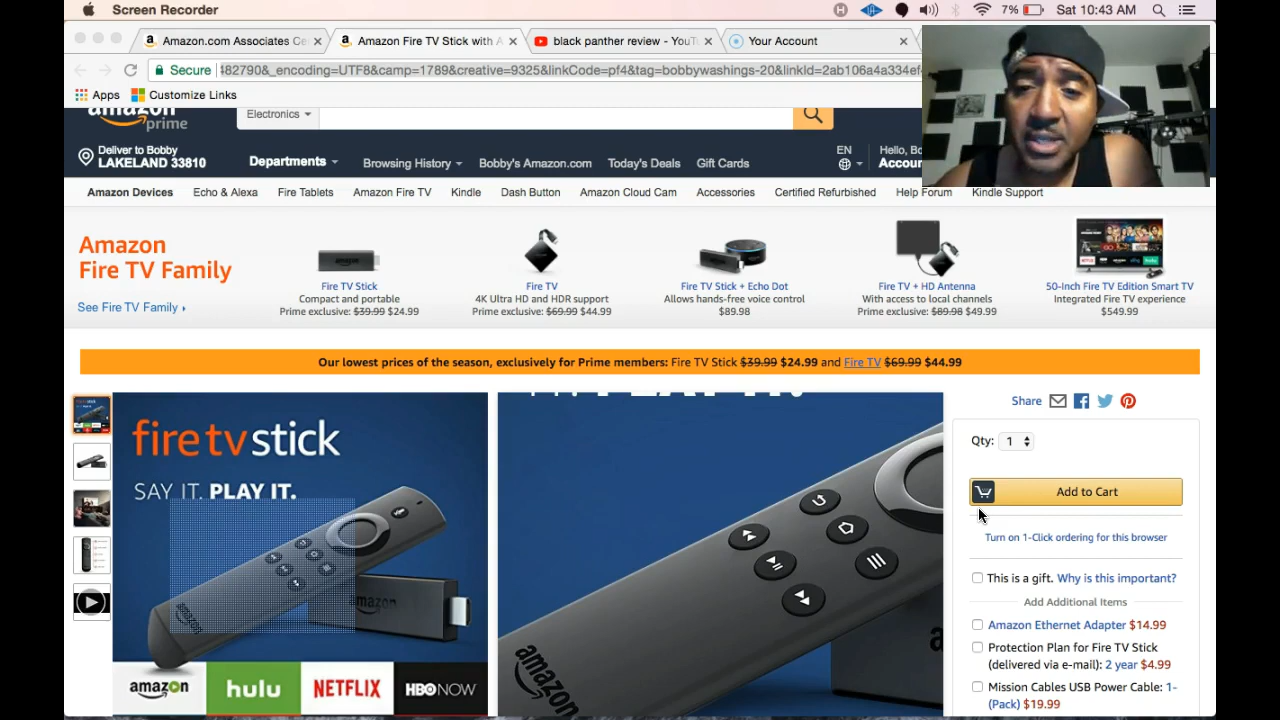 Screen Recorder
7%
Sat 10:43 AM
Amazon.com Associates Ce
Amazon Fire TV Stick with A
black panther review - YouTu
Your Account
Secure
482790&_encoding=UTF8&camp=1789&creative=9325&linkCode=pf4&tag=bobbywashings-20&linkId=2ab106a4a334ef
Apps
Customize Links
amazon
prime
Electronics
Deliver to Bobby
LAKELAND 33810
Departments
Browsing History
Bobby's Amazon.com
Today's Deals
Gift Cards
EN
Hello, Bo
Accoun
Amazon Devices
Echo & Alexa
Fire Tablets
Amazon Fire TV
Kindle
Dash Button
Amazon Cloud Cam
Accessories
Certified Refurbished
Help Forum
Kindle Support
Amazon
Fire TV Family
See Fire TV Family
Fire TV Stick
Compact and portable
Prime exclusive: $39.99 $24.99
Fire TV
4K Ultra HD and HDR support
Prime exclusive: $69.99 $44.99
Fire TV Stick + Echo Dot
Allows hands-free voice control
$89.98
Fire TV + HD Antenna
With access to local channels
Prime exclusive: $89.98 $49.99
50-Inch Fire TV Edition Smart TV
Integrated Fire TV experience
$549.99
Our lowest prices of the season, exclusively for Prime members: Fire TV Stick $39.99 $24.99 and Fire TV $69.99 $44.99
fire tv stick
SAY IT. PLAY IT.
amazon
amazon
amazon
hulu
NETFLIX
HBO NOW
amazon
Share
Qty: 1
Add to Cart
Turn on 1-Click ordering for this browser
This is a gift. Why is this important?
Add Additional Items
Amazon Ethernet Adapter $14.99
Protection Plan for Fire TV Stick
(delivered via e-mail): 2 year $4.99
Mission Cables USB Power Cable: 1-
(Pack) $19.99